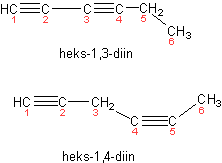 HC≡C—C≡C—CH2
CH3
1 2 3 4 5 6
heks-1,3-diin
HC≡C—CH2
C≡C—CH3
1 2 3 4 5 6
heks-1,4-diin